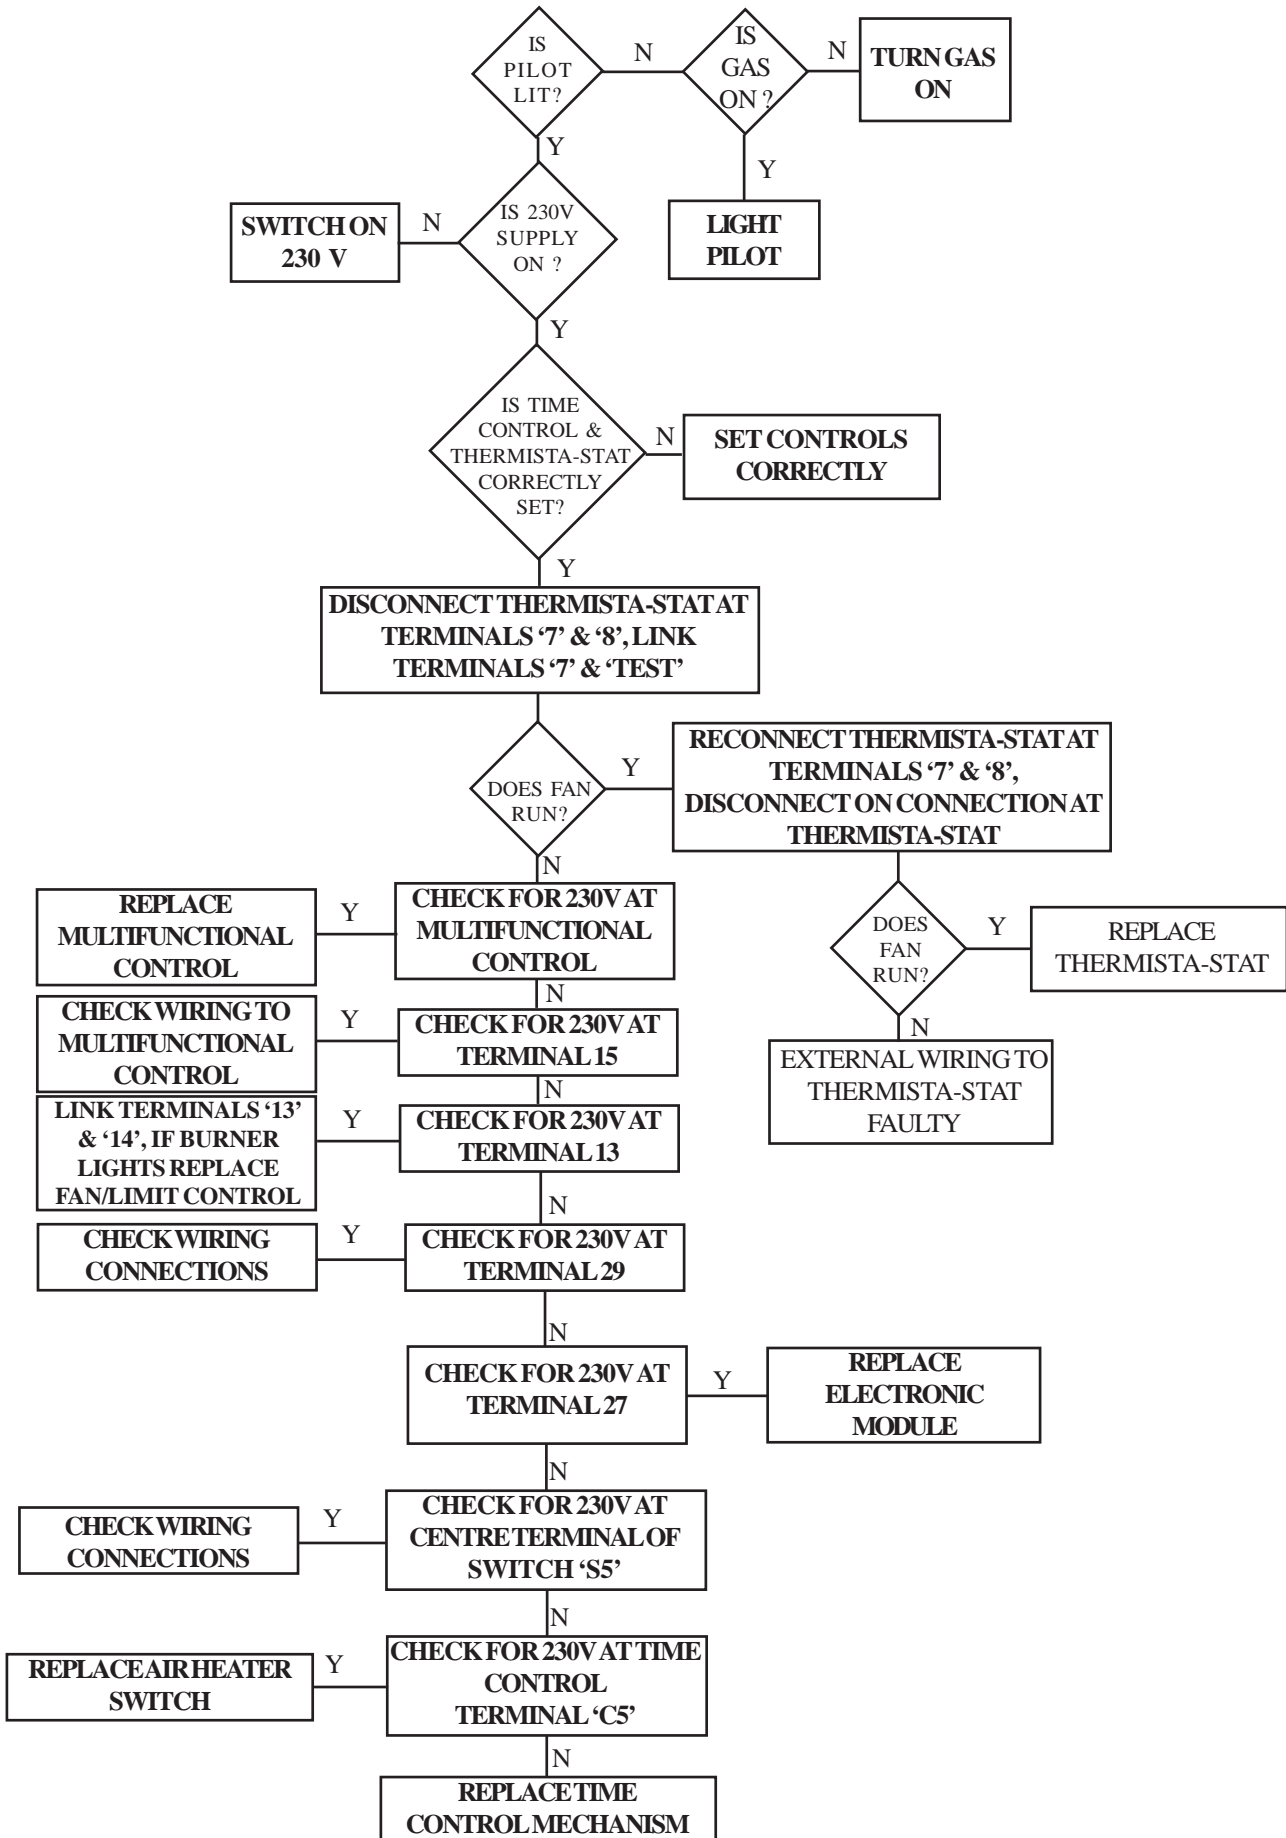 IS
PILOT
LIT?
N
IS
GAS
ON ?
N
TURN GAS
ON
Y
Y
LIGHT
PILOT
IS 230V
SUPPLY
ON ?
N
SWITCH ON
230 V
Y
IS TIME
CONTROL &
THERMISTA-STAT
CORRECTLY
SET?
N
SET CONTROLS
CORRECTLY
Y
DISCONNECT THERMISTA-STAT AT
TERMINALS ‘7’ & ‘8’, LINK
TERMINALS ‘7’ & ‘TEST’
DOES FAN
RUN?
Y
RECONNECT THERMISTA-STAT AT
TERMINALS ‘7’ & ‘8’,
DISCONNECT ON CONNECTION AT
THERMISTA-STAT
DOES
FAN
RUN?
Y
REPLACE
THERMISTA-STAT
N
EXTERNAL WIRING TO
THERMISTA-STAT
FAULTY
N
CHECK FOR 230V AT
MULTIFUNCTIONAL
CONTROL
Y
REPLACE
MULTIFUNCTIONAL
CONTROL
N
CHECK FOR 230V AT
TERMINAL 15
Y
CHECK WIRING TO
MULTIFUNCTIONAL
CONTROL
N
CHECK FOR 230V AT
TERMINAL 13
Y
LINK TERMINALS ‘13’
& ‘14’, IF BURNER
LIGHTS REPLACE
FAN/LIMIT CONTROL
N
CHECK FOR 230V AT
TERMINAL 29
Y
CHECK WIRING
CONNECTIONS
N
CHECK FOR 230V AT
TERMINAL 27
Y
REPLACE
ELECTRONIC
MODULE
N
CHECK FOR 230V AT
CENTRE TERMINAL OF
SWITCH ‘S5’
Y
CHECK WIRING
CONNECTIONS
N
CHECK FOR 230V AT TIME
CONTROL
TERMINAL ‘C5’
Y
REPLACE AIR HEATER
SWITCH
N
REPLACE TIME
CONTROL MECHANISM